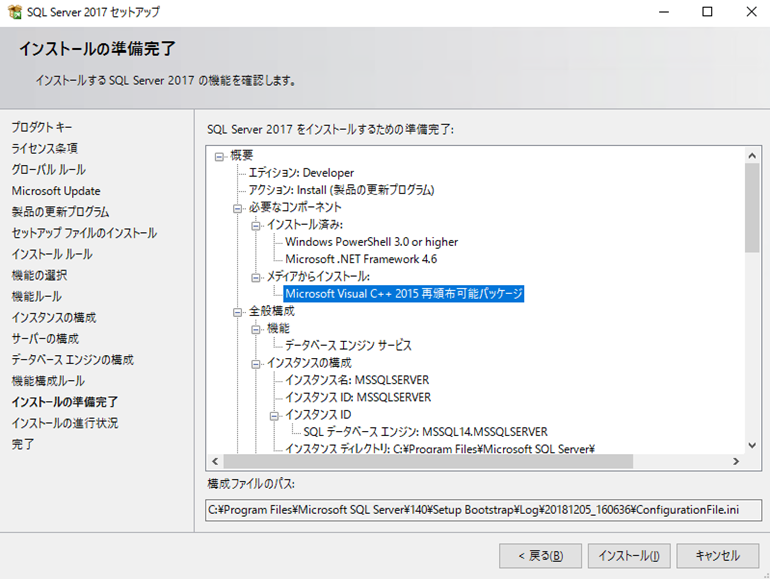 SQL Server 2017 セットアップ
インストールの準備完了
インストールする SQL Server 2017 の機能を確認します。
プロダクト キー
ライセンス条項
グローバル ルール
Microsoft Update
製品の更新プログラム
セットアップ ファイルのインストール
インストール ルール
機能の選択
機能ルール
インスタンスの構成
サーバーの構成
データベース エンジンの構成
機能構成ルール
インストールの準備完了
インストールの進行状況
完了
SQL Server 2017 をインストールするための準備完了:
概要
エディション: Developer
アクション: Install (製品の更新プログラム)
必要なコンポーネント
インストール済み:
Windows PowerShell 3.0 or higher
Microsoft .NET Framework 4.6
メディアからインストール:
Microsoft Visual C++ 2015 再頒布可能パッケージ
全般構成
機能
データベース エンジン サービス
インスタンスの構成
インスタンス名: MSSQLSERVER
インスタンス ID: MSSQLSERVER
インスタンス ID
SQL データベース エンジン: MSSQL14.MSSQLSERVER
インスタンス ディレクトリ: C:¥Program Files¥Microsoft SQL Server¥
構成ファイルのパス:
C:¥Program Files¥Microsoft SQL Server¥140¥Setup Bootstrap¥Log¥20181205_160636¥ConfigurationFile.ini
< 戻る(B)
インストール(I)
キャンセル